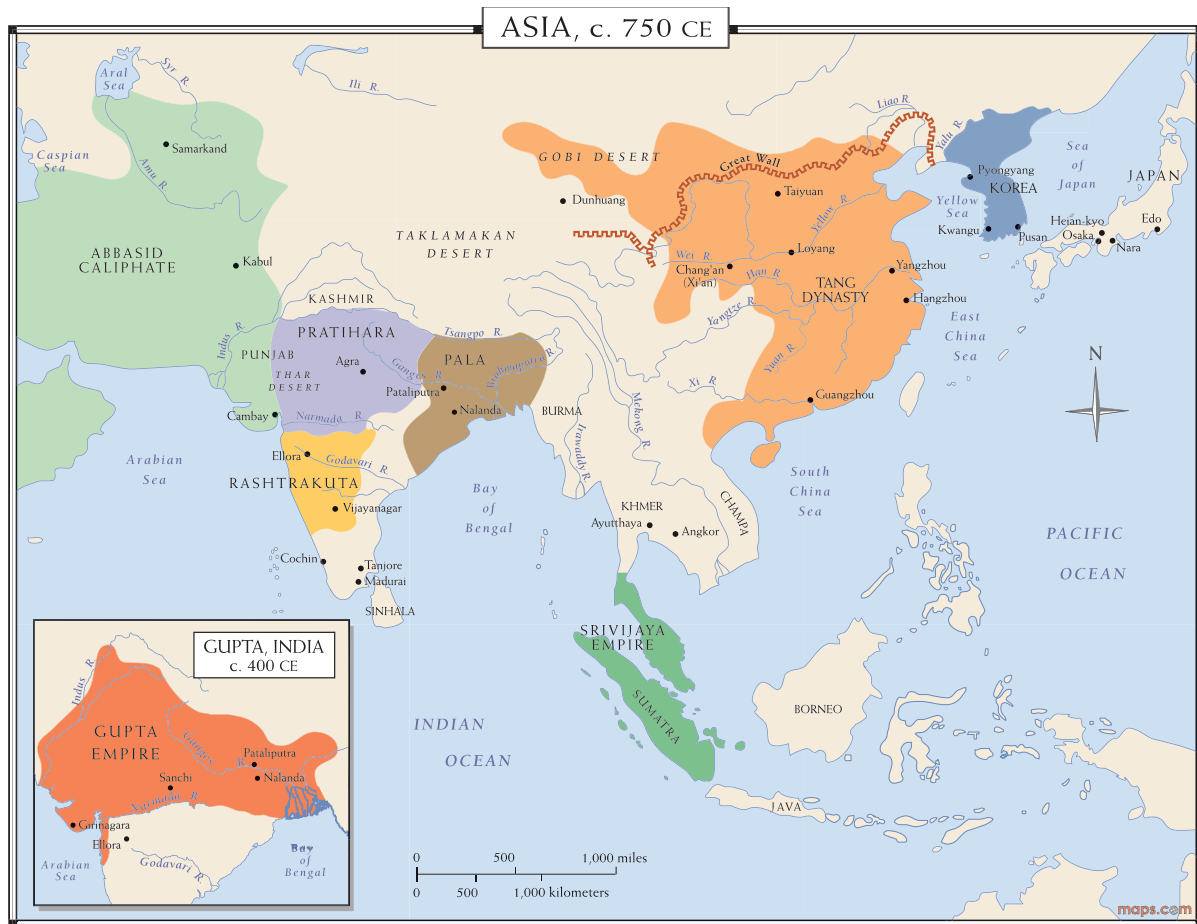 ASIA, c. 750 CE
Aral
Sea
Syr R.
Ili R.
Liao R.
Caspian
Sea
Samarkand
Amu R.
GOBI DESERT
Great Wall
Yalu R.
Sea
of
Japan
Pyongyang
KOREA
JAPAN
Dunhuang
Taiyuan
Yellow R.
Yellow
Sea
Kwangu
Pusan
Heian-kyo
Osaka
Nara
Edo
TAKLAMAKAN
DESERT
ABBASID
CALIPHATE
Kabul
Wei R.
Loyang
Chang'an
(Xi'an)
Han R.
TANG
DYNASTY
Yangzhou
Hangzhou
KASHMIR
Yangtze R.
East
China
Sea
Indus R.
PRATIHARA
Tsangpo R.
PUNJAB
THAR
DESERT
Agra
Ganges R.
PALA
Brahmaputra R.
Yuan R.
N
Pataliputra
Nalanda
Xi R.
Guangzhou
Cambay
Narmada R.
BURMA
Mekong R.
Irawaddy R.
Arabian
Sea
Ellora
Godavari R.
RASHTRAKUTA
Vijayanagar
Bay
of
Bengal
South
China
Sea
KHMER
Ayutthaya
Angkor
CHAMPA
PACIFIC
OCEAN
Cochin
Tanjore
Madurai
SINHALA
SRIVIJAYA
EMPIRE
SUMATRA
BORNEO
JAVA
INDIAN
OCEAN
GUPTA, INDIA
c. 400 CE
Indus R.
GUPTA
EMPIRE
Ganges R.
Pataliputra
Nalanda
Sanchi
Narmada R.
Girinagara
Ellora
Godavari R.
Arabian
Sea
Bay
of
Bengal
0 500 1,000 miles
0 500 1,000 kilometers
maps.com